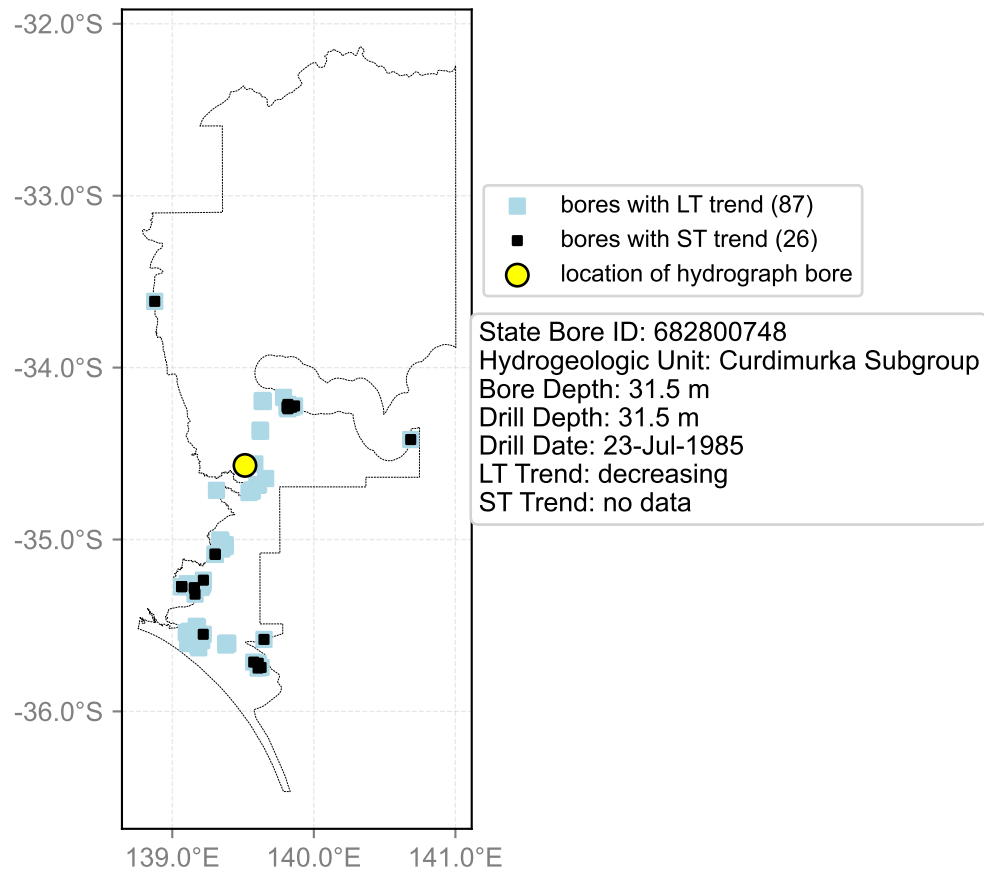 -32.0°S
-33.0°S
-34.0°S
-35.0°S
-36.0°S
139.0°E 140.0°E 141.0°E
bores with LT trend (87)
bores with ST trend (26)
location of hydrograph bore
State Bore ID: 682800748
Hydrogeologic Unit: Curdimurka Subgroup
Bore Depth: 31.5 m
Drill Depth: 31.5 m
Drill Date: 23-Jul-1985
LT Trend: decreasing
ST Trend: no data